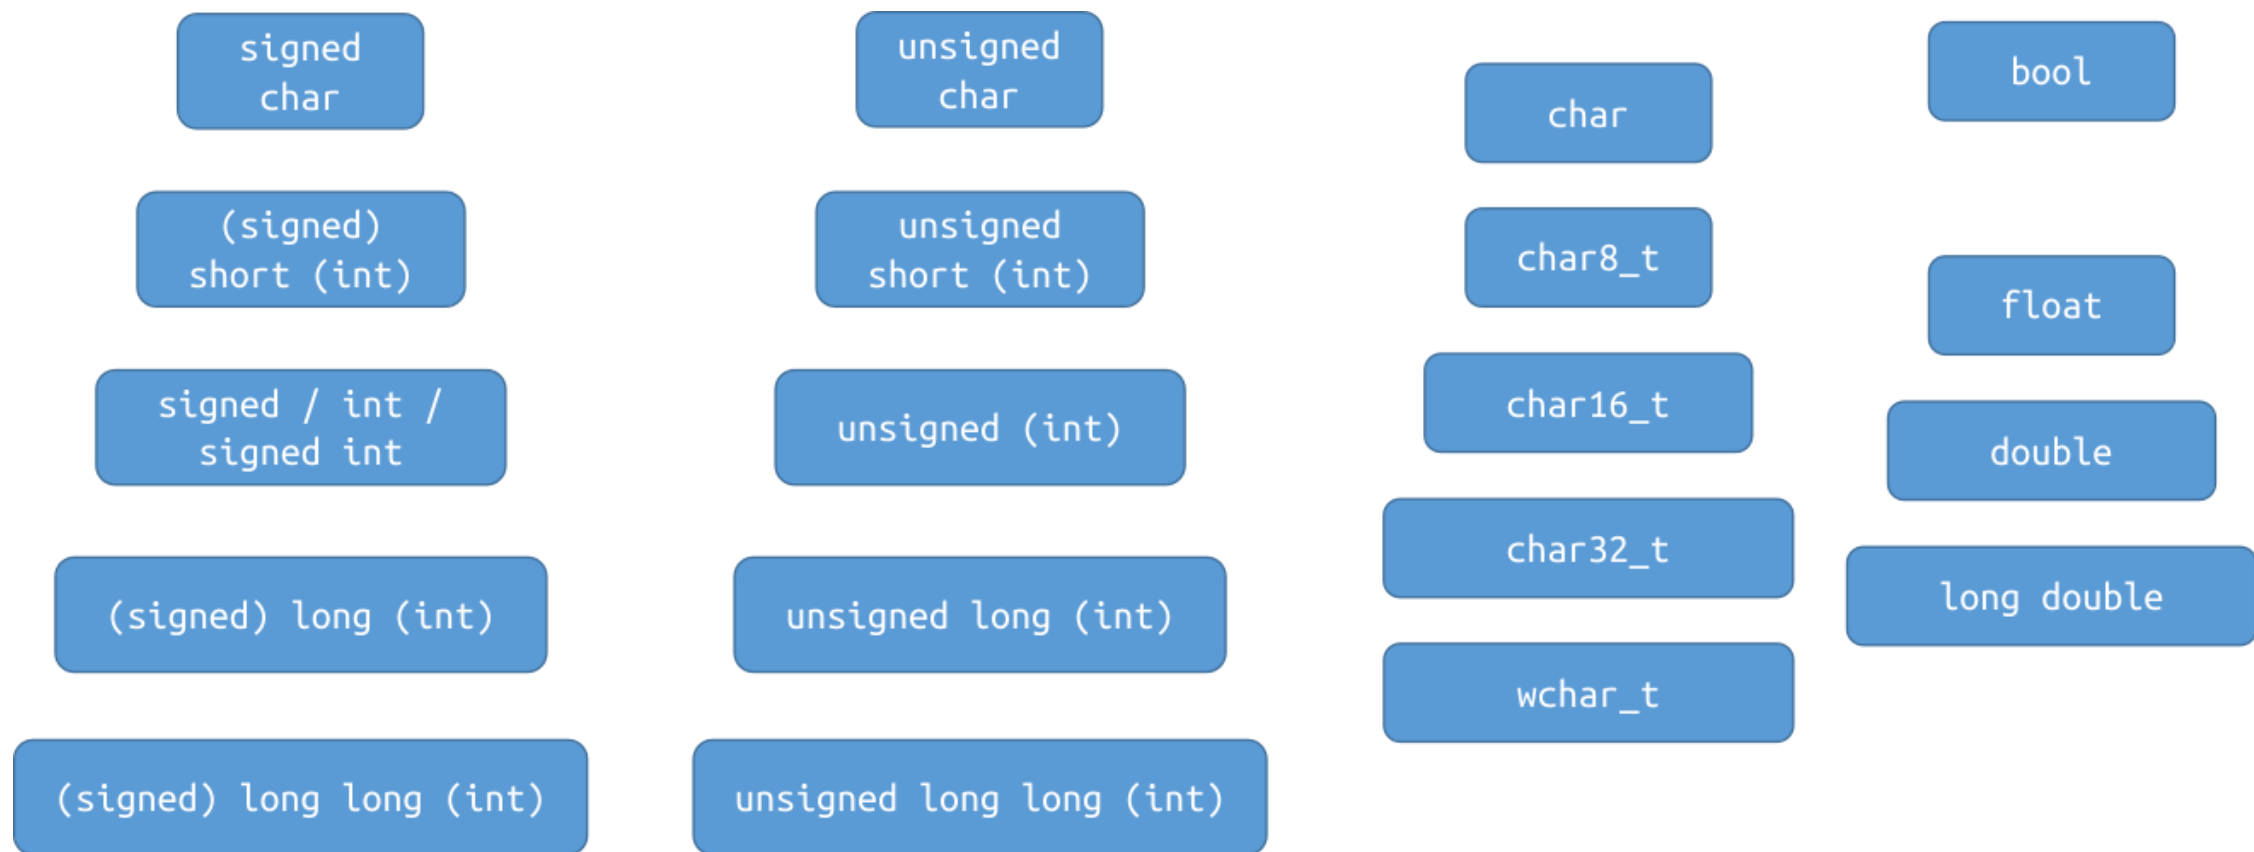 signed
char
(signed)
short (int)
signed / int /
signed int
(signed) long (int)
(signed) long long (int)
unsigned
char
unsigned
short (int)
unsigned (int)
unsigned long (int)
unsigned long long (int)
char
char8_t
char16_t
char32_t
wchar_t
bool
float
double
long double